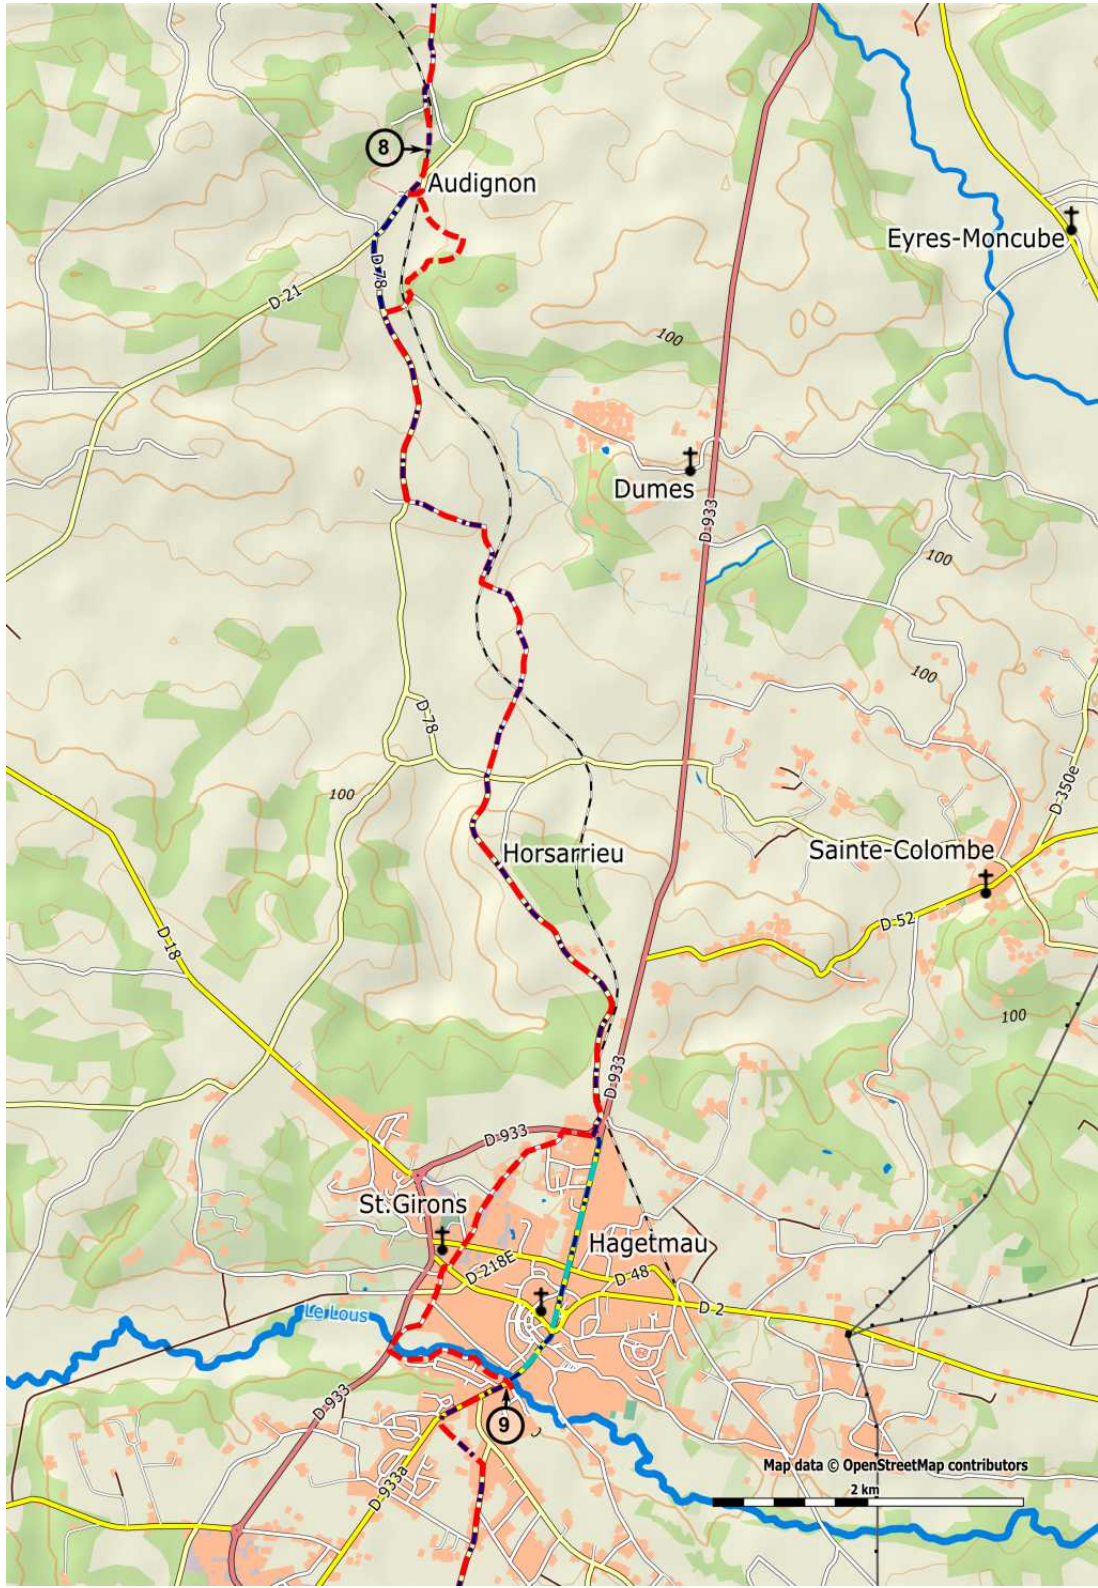 8
Audignon
Eyres-Moncube
D 78
D 21
100
Dumes
D 933
100
100
D 78
D 350e
100
Horsarrieu
Sainte-Colombe
D 52
D 18
100
D 933
D 933
St.Girons
Hagetmau
D-218E
D-48
D 2
Le Lous
D 933
9
D-933a
Map data © OpenStreetMap contributors
2 km